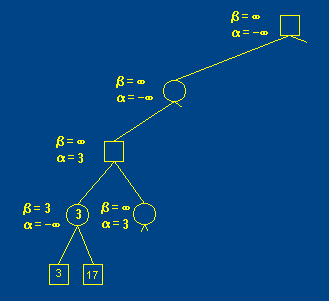 β = ∞
α = −∞
β = ∞
α = −∞
β = ∞
α = 3
β = 3
α = −∞
3
β = ∞
α = 3
3
17